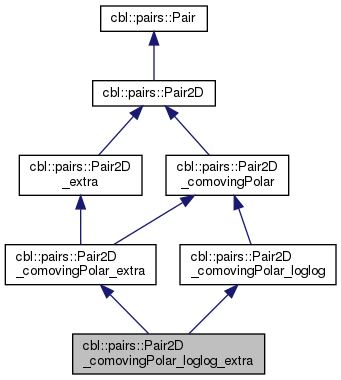 cbl::pairs::Pair
cbl::pairs::Pair2D
cbl::pairs::Pair2D
_extra
cbl::pairs::Pair2D
_comovingPolar
cbl::pairs::Pair2D
_comovingPolar_extra
cbl::pairs::Pair2D
_comovingPolar_loglog
cbl::pairs::Pair2D
_comovingPolar_loglog_extra